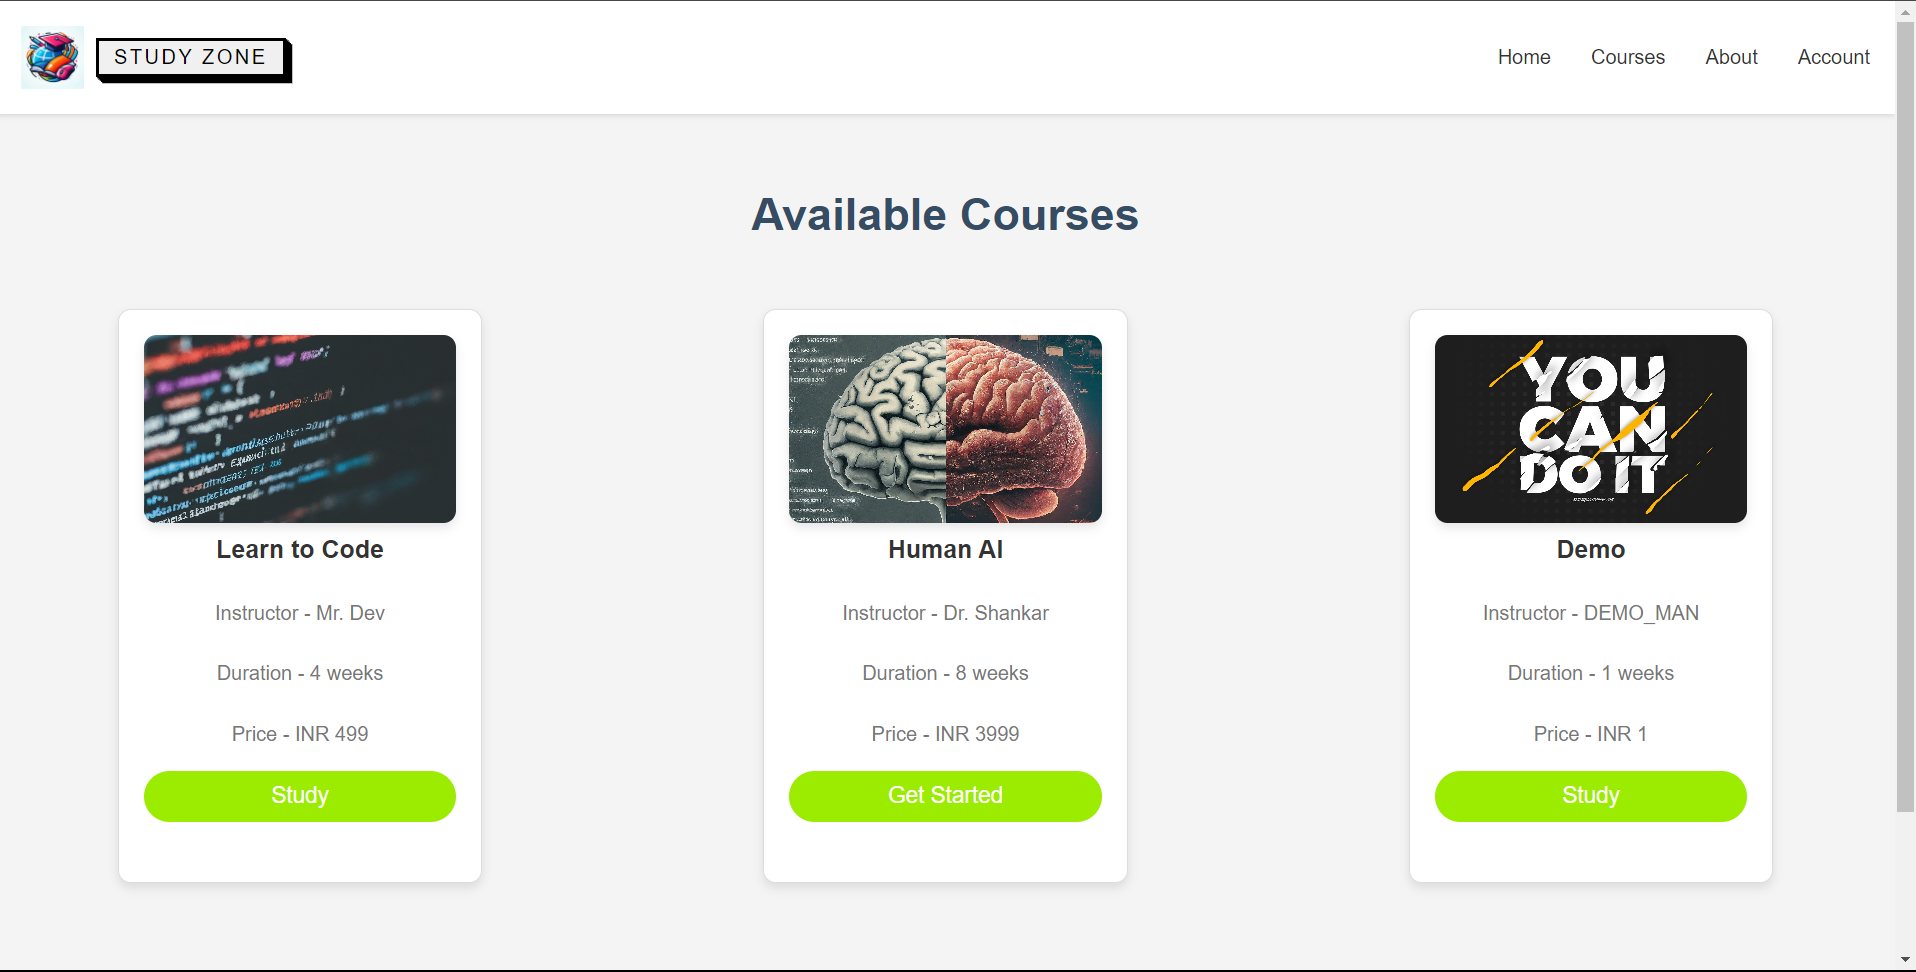 STUDY ZONE
Home
Courses
About
Account
Available Courses
Learn to Code
Instructor - Mr. Dev
Duration - 4 weeks
Price - INR 499
Study
Human AI
Instructor - Dr. Shankar
Duration - 8 weeks
Price - INR 3999
Get Started
YOU
CAN
DO IT
Demo
Instructor - DEMO_MAN
Duration - 1 weeks
Price - INR 1
Study